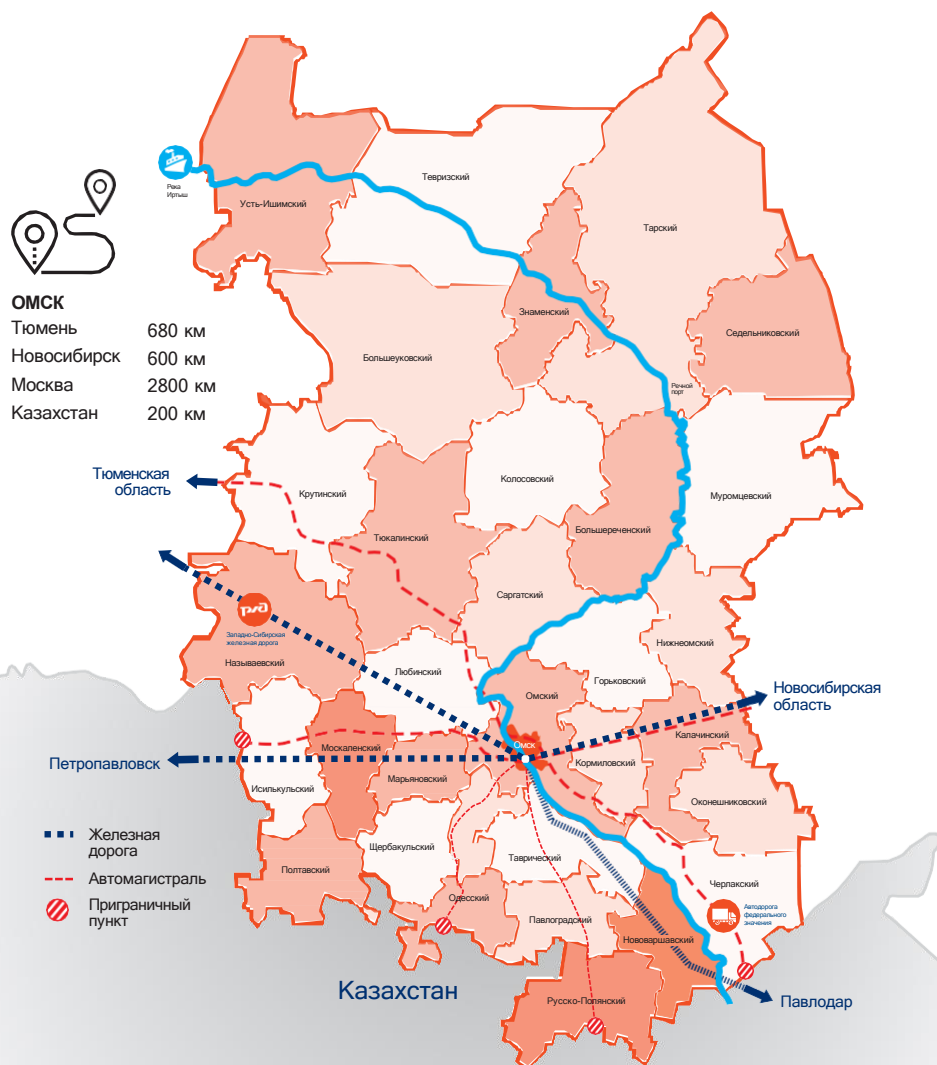 Река
Иртыш
Усть-Ишимский
Тевризский
Тарский
ОМСК
Тюмень 680 км
Новосибирск 600 км
Москва 2800 км
Казахстан 200 км
Знаменский
Седельниковский
Большеуковский
Речной
порт
Тюменская
область
Крутинский
Колосовский
Муромцевский
Тюкалинский
Большереченский
Саргатский
ржд
Западно-Сибирская
железная дорога
Называевский
Нижнеомский
Любинский
Горьковский
Омский
Новосибирская
область
Калачинский
Москаленский
Омск
Петропавловск
Марьяновский
Кормиловский
Исилькульский
Оконешниковский
Железная
дорога
Автомагистраль
Приграничный
пункт
Щербакульский
Таврический
Полтавский
Черлакский
Одесский
Павлоградский
Автодорога
федерального
значения
Нововаршавский
Казахстан
Русско-Полянский
Павлодар